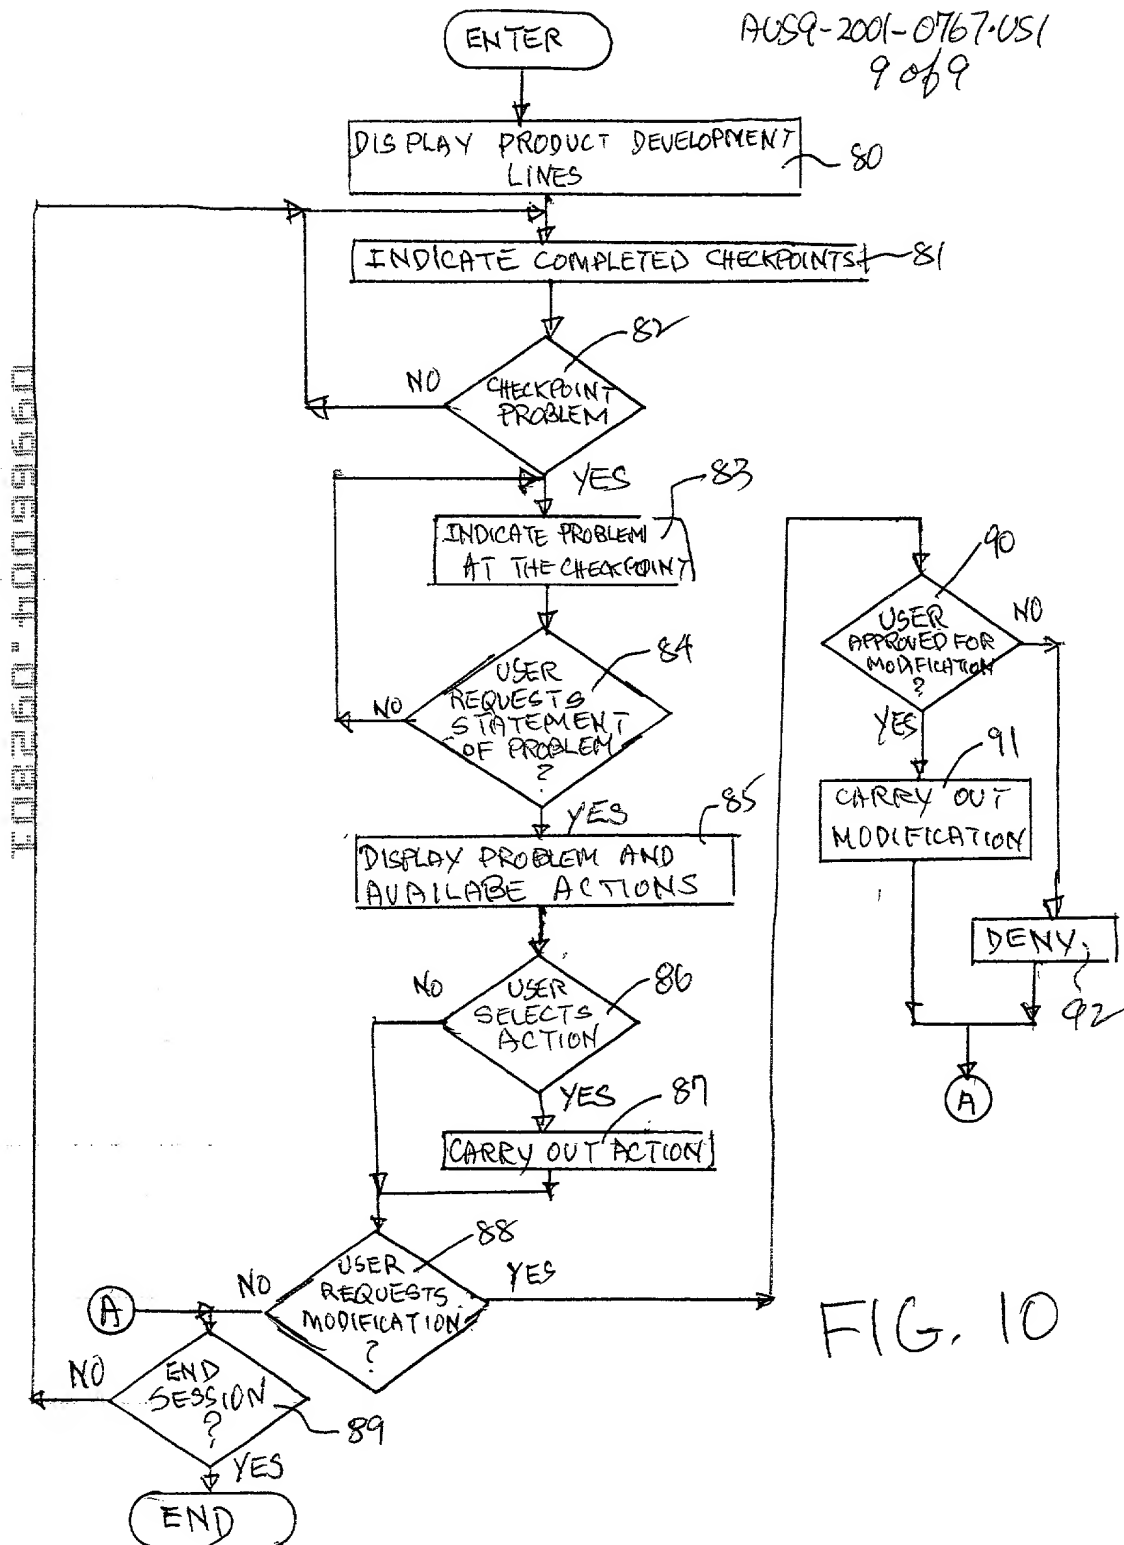 AUS9-2001-0767-US1
9 of 9
ENTER
DISPLAY PRODUCT DEVELOPMENT
LINES
80
INDICATE COMPLETED CHECKPOINTS
81
82
NO
CHECKPOINT
PROBLEM
YES
83
INDICATE PROBLEM
AT THE CHECKPOINT
84
NO
USER
REQUESTS
STATEMENT
OF PROBLEM
?
YES
85
DISPLAY PROBLEM AND
AVAILABE ACTIONS
86
NO
USER
SELECTS
ACTION
YES
87
CARRY OUT ACTION
88
NO
USER
REQUESTS
MODIFICATION
?
YES
A
NO
END
SESSION
?
89
YES
END
90
USER
APPROVED FOR
MODIFICATION
?
NO
YES
91
CARRY OUT
MODIFICATION
DENY
92
A
FIG. 10